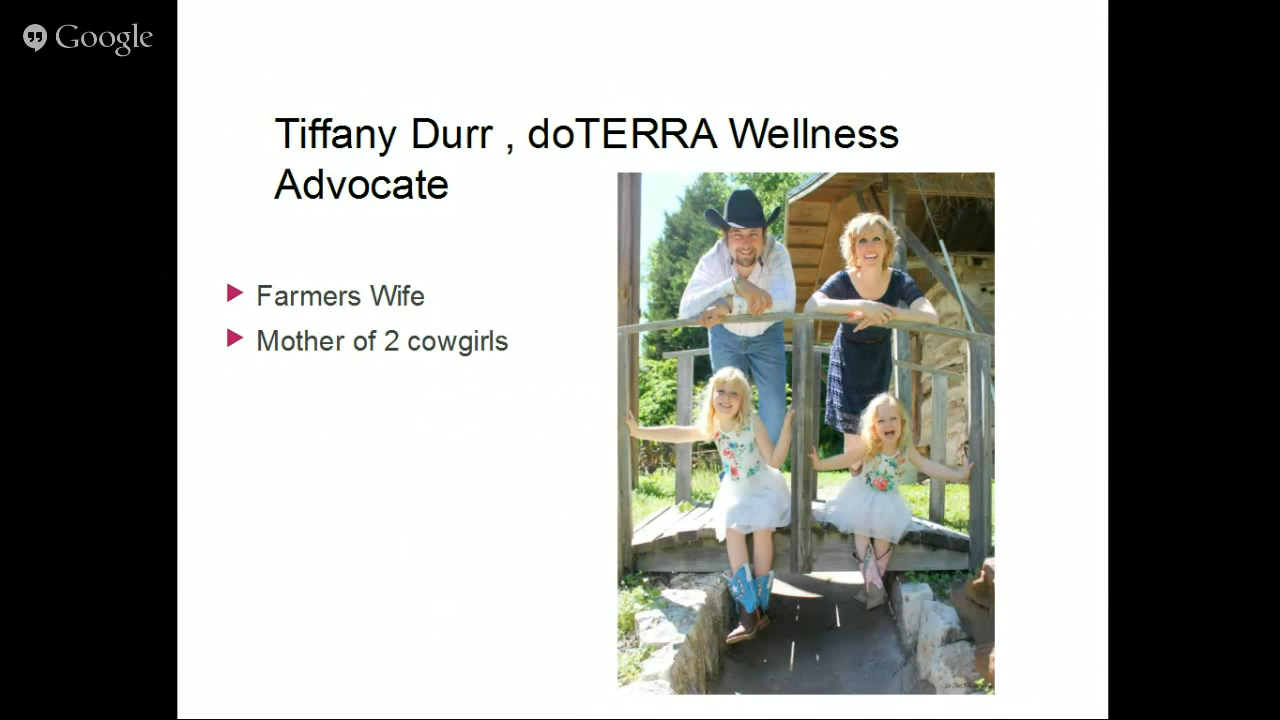 Google
Tiffany Durr , doTERRA Wellness
Advocate
Farmers Wife
Mother of 2 cowgirls